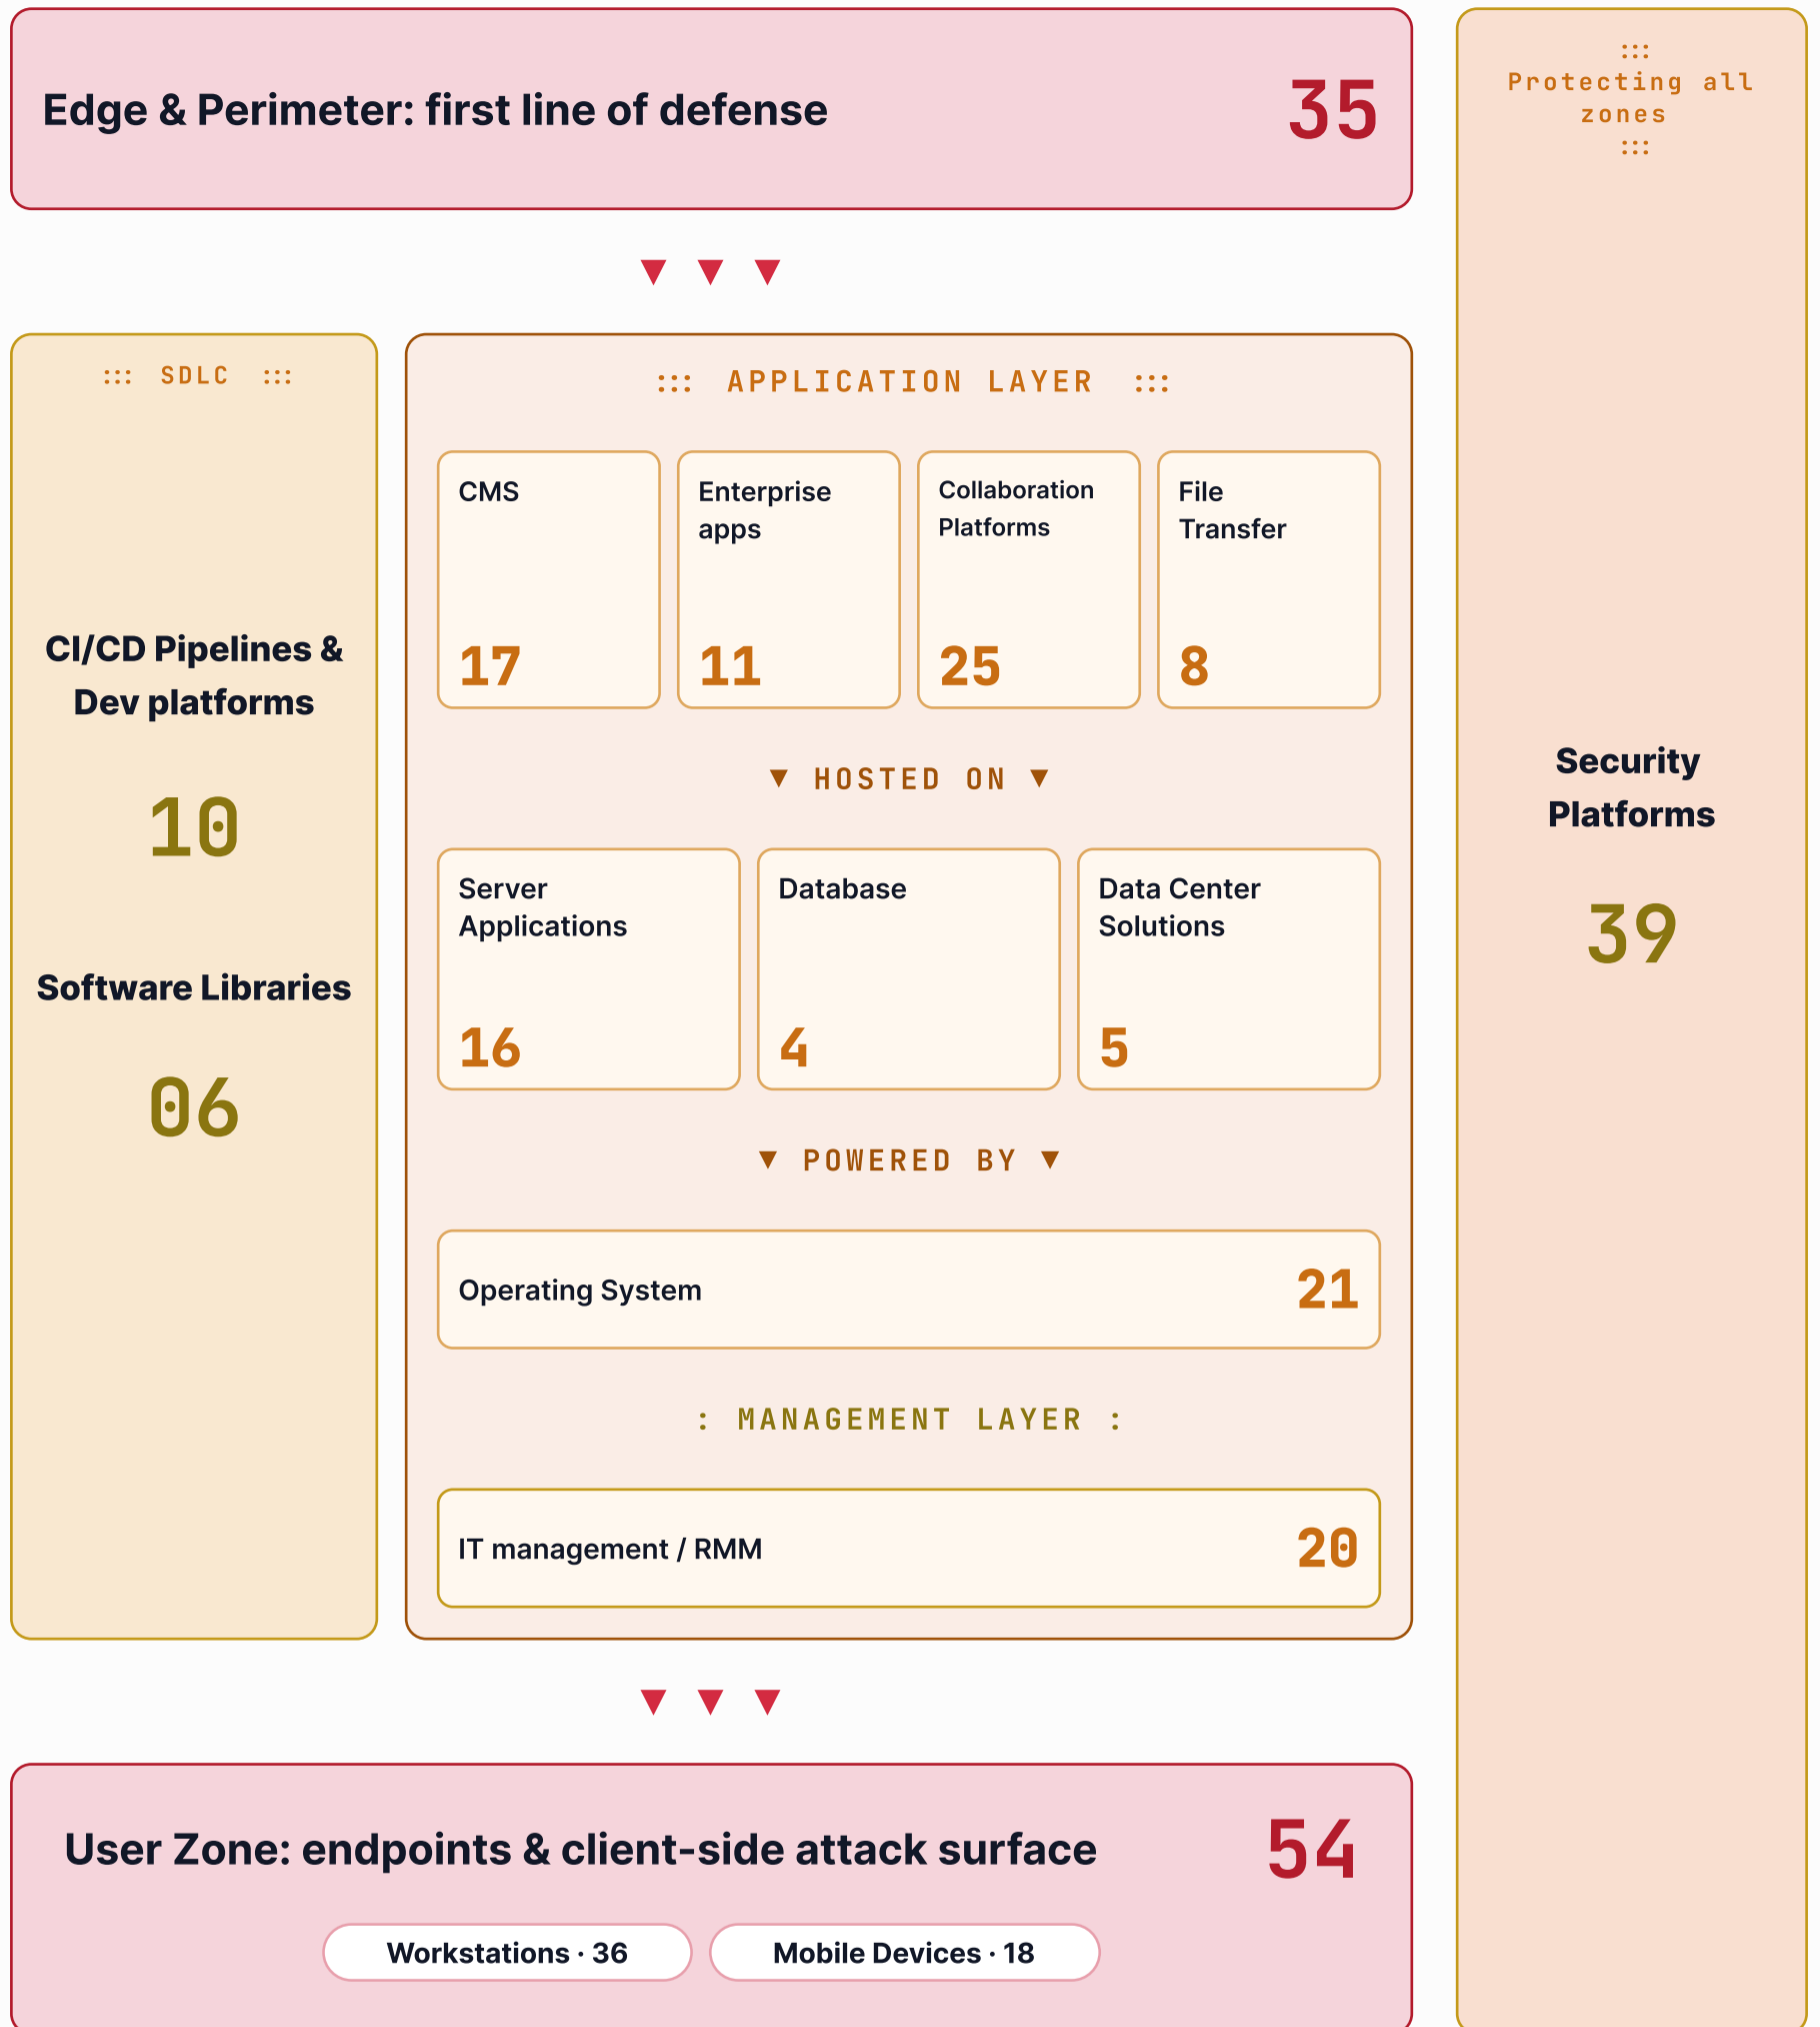 Edge & Perimeter: first line of defense
35
::: Protecting all
zones
:::
::: SDLC :::
CI/CD Pipelines &
Dev platforms
10
Software Libraries
06
::: APPLICATION LAYER :::
CMS
17
Enterprise
apps
11
Collaboration
Platforms
25
File
Transfer
8
▼ HOSTED ON ▼
Server
Applications
16
Database
4
Data Center
Solutions
5
▼ POWERED BY ▼
Operating System
21
: MANAGEMENT LAYER :
IT management / RMM
20
Security
Platforms
39
User Zone: endpoints & client-side attack surface
54
Workstations · 36
Mobile Devices · 18